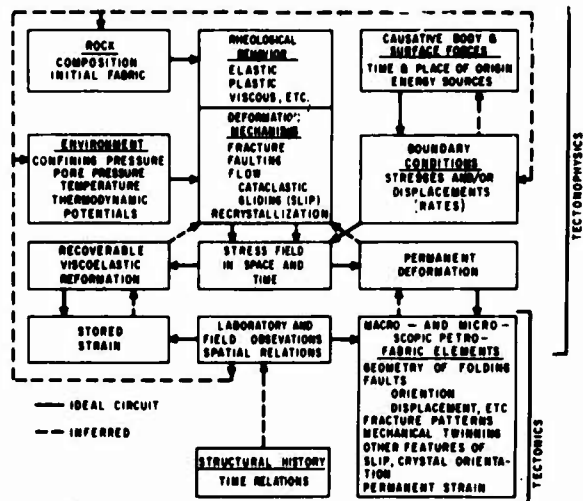 ROCK
COMPOSITION
INITIAL FABRIC
RHEOLOGICAL
BEHAVIOR
ELASTIC
PLASTIC
VISCOUS, ETC.
CAUSATIVE BODY &
SURFACE FORCES
TIME & PLACE OF ORIGIN
ENERGY SOURCES
ENVIRONMENT
CONFINING PRESSURE
PORE PRESSURE
TEMPERATURE
THERMODYNAMIC
POTENTIALS
DEFORMATION:
MECHANISMS
FRACTURE
FAULTING
FLOW
CATACLASTIC
GLIDING (SLIP)
RECRYSTALLIZATION
BOUNDARY
CONDITIONS
STRESSES AND/OR
DISPLACEMENTS
(RATES)
TECTONOPHYSICS
RECOVERABLE
VISCOELASTIC
REFORMATION
STRESS FIELD
IN SPACE AND
TIME
PERMANENT
DEFORMATION
STORED
STRAIN
LABORATORY AND
FIELD OBSEVATIONS
SPATIAL RELATIONS
MACRO - AND MICRO -
SCOPIC PETRO-
FABRIC ELEMENTS
GEOMETRY OF FOLDING
FAULTS
ORIENTION
DISPLACEMENT, ETC
FRACTURE PATTERNS
MECHANICAL TWINNING
OTHER FEATURES OF
SLIP, CRYSTAL ORIENTA-
TION
PERMANENT STRAIN
TECTONICS
IDEAL CIRCUIT
INFERRED
STRUCTURAL HISTORY
TIME RELATIONS